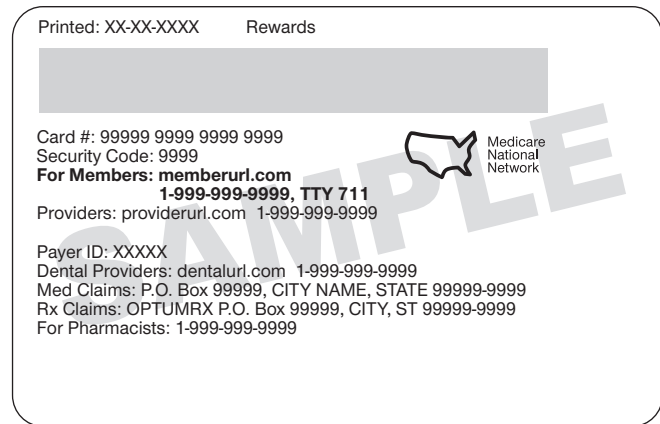 Printed: XX-XX-XXXX Rewards
Card #: 99999 9999 9999 9999
Security Code: 9999
For Members: memberurl.com
1-999-999-9999, TTY 711
Providers: providerurl.com 1-999-999-9999
Medicare
National
Network
Payer ID: XXXXX
Dental Providers: dentalurl.com 1-999-999-9999
Med Claims: P.O. Box 99999, CITY NAME, STATE 99999-9999
Rx Claims: OPTUMRX P.O. Box 99999, CITY, ST 99999-9999
For Pharmacists: 1-999-999-9999
SAMPLE